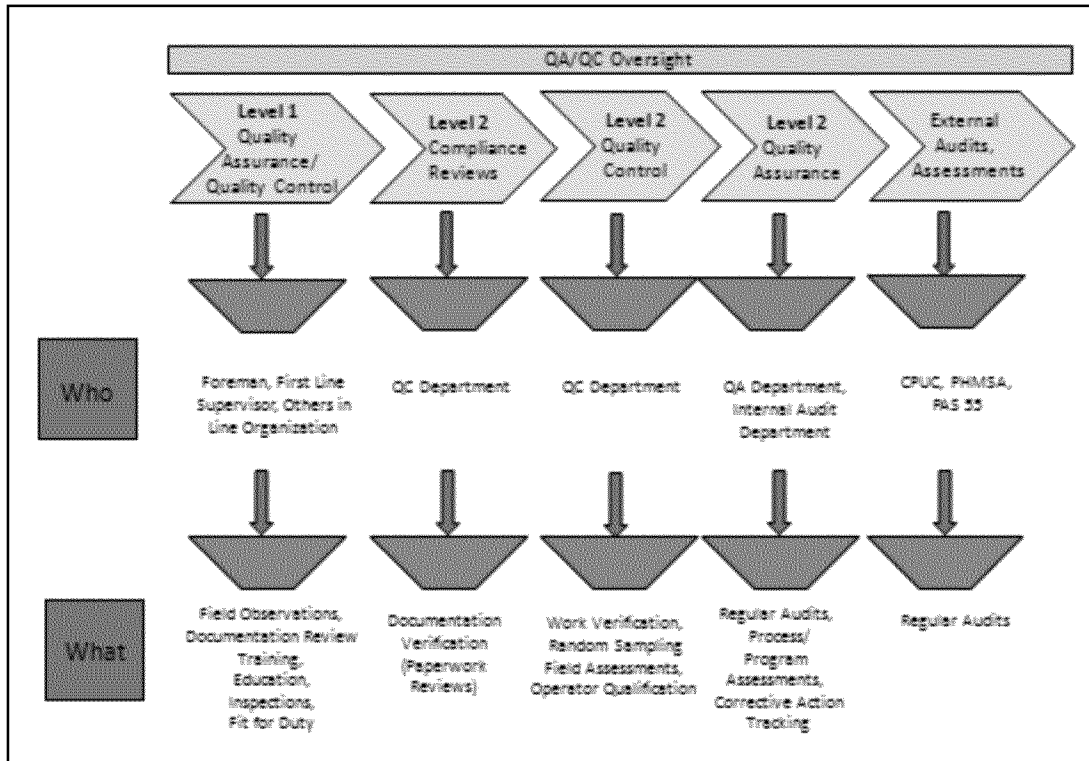 QA/QC Oversight
Level 1
Quality
Assurance/
Quality Control
Level 2
Compliance
Reviews
Level 2
Quality
Control
Level 2
Quality
Assurance
External
Audits,
Assessments
Who
Foreman, First Line
Supervisor, Others in
Line Organization
QC Department
QC Department
QA Department,
Internal Audit
Department
CPUC, PHMSA,
PAS 55
What
Field Observations,
Documentation Review
Training,
Education,
Inspections,
Fit for Duty
Documentation
Verification
(Paperwork
Reviews)
Work Verification,
Random Sampling
Field Assessments,
Operator Qualification
Regular Audits,
Process/
Program
Assessments,
Corrective Action
Tracking
Regular Audits